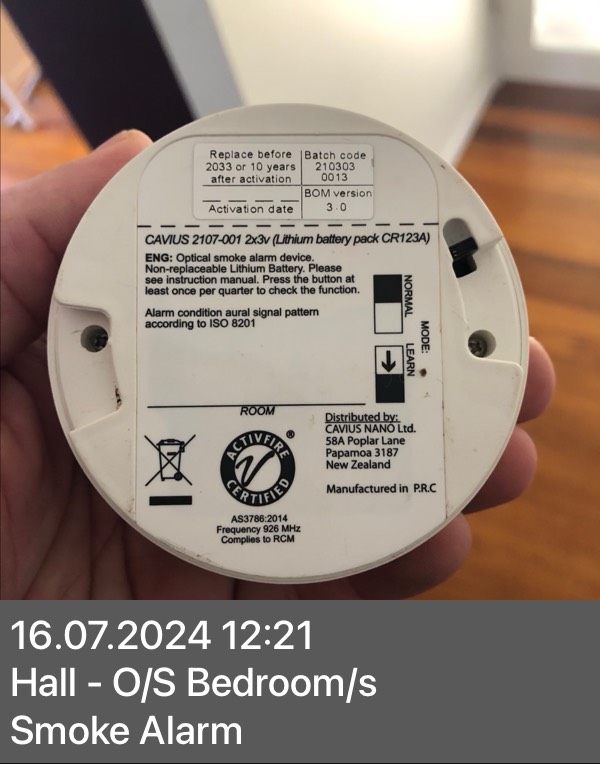 Replace before
2033 or 10 years
after activation
Activation date
Batch code
210303
0013
BOM version
3.0
CAVIUS 2107-001 2x3v (Lithium battery pack CR123A)
ENG: Optical smoke alarm device.
Non-replaceable Lithium Battery. Please
see instruction manual. Press the button at
least once per quarter to check the function.
Alarm condition aural signal pattern
according to ISO 8201
NORMAL
MODE:
LEARN
ROOM
ACTIVFIRE
®
CERTIFIED
AS3786:2014
Frequency 926 MHz
Complies to RCM
Distributed by:
CAVIUS NANO Ltd.
58A Poplar Lane
Papamoa 3187
New Zealand
Manufactured in P.R.C
16.07.2024 12:21
Hall - O/S Bedroom/s
Smoke Alarm